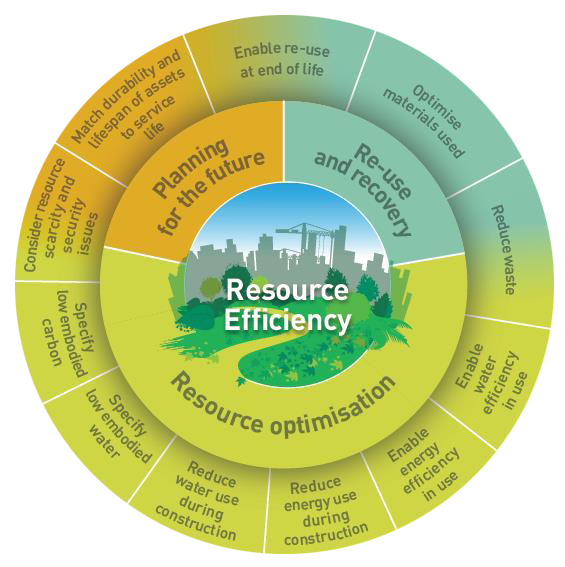 Resource
Efficiency
Planning
for the future
Re-use
and recovery
Resource optimisation
Enable re-use
at end of life
Optimise
materials used
Reduce waste
Enable
water
efficiency
in use
Enable
energy
efficiency
in use
Reduce
energy use
during
construction
Reduce
water use
during
construction
Specify
low embodied
water
Specify
low embodied
carbon
Consider resource
scarcity and
security
issues
Match durability and
lifespan of assets
to service
life